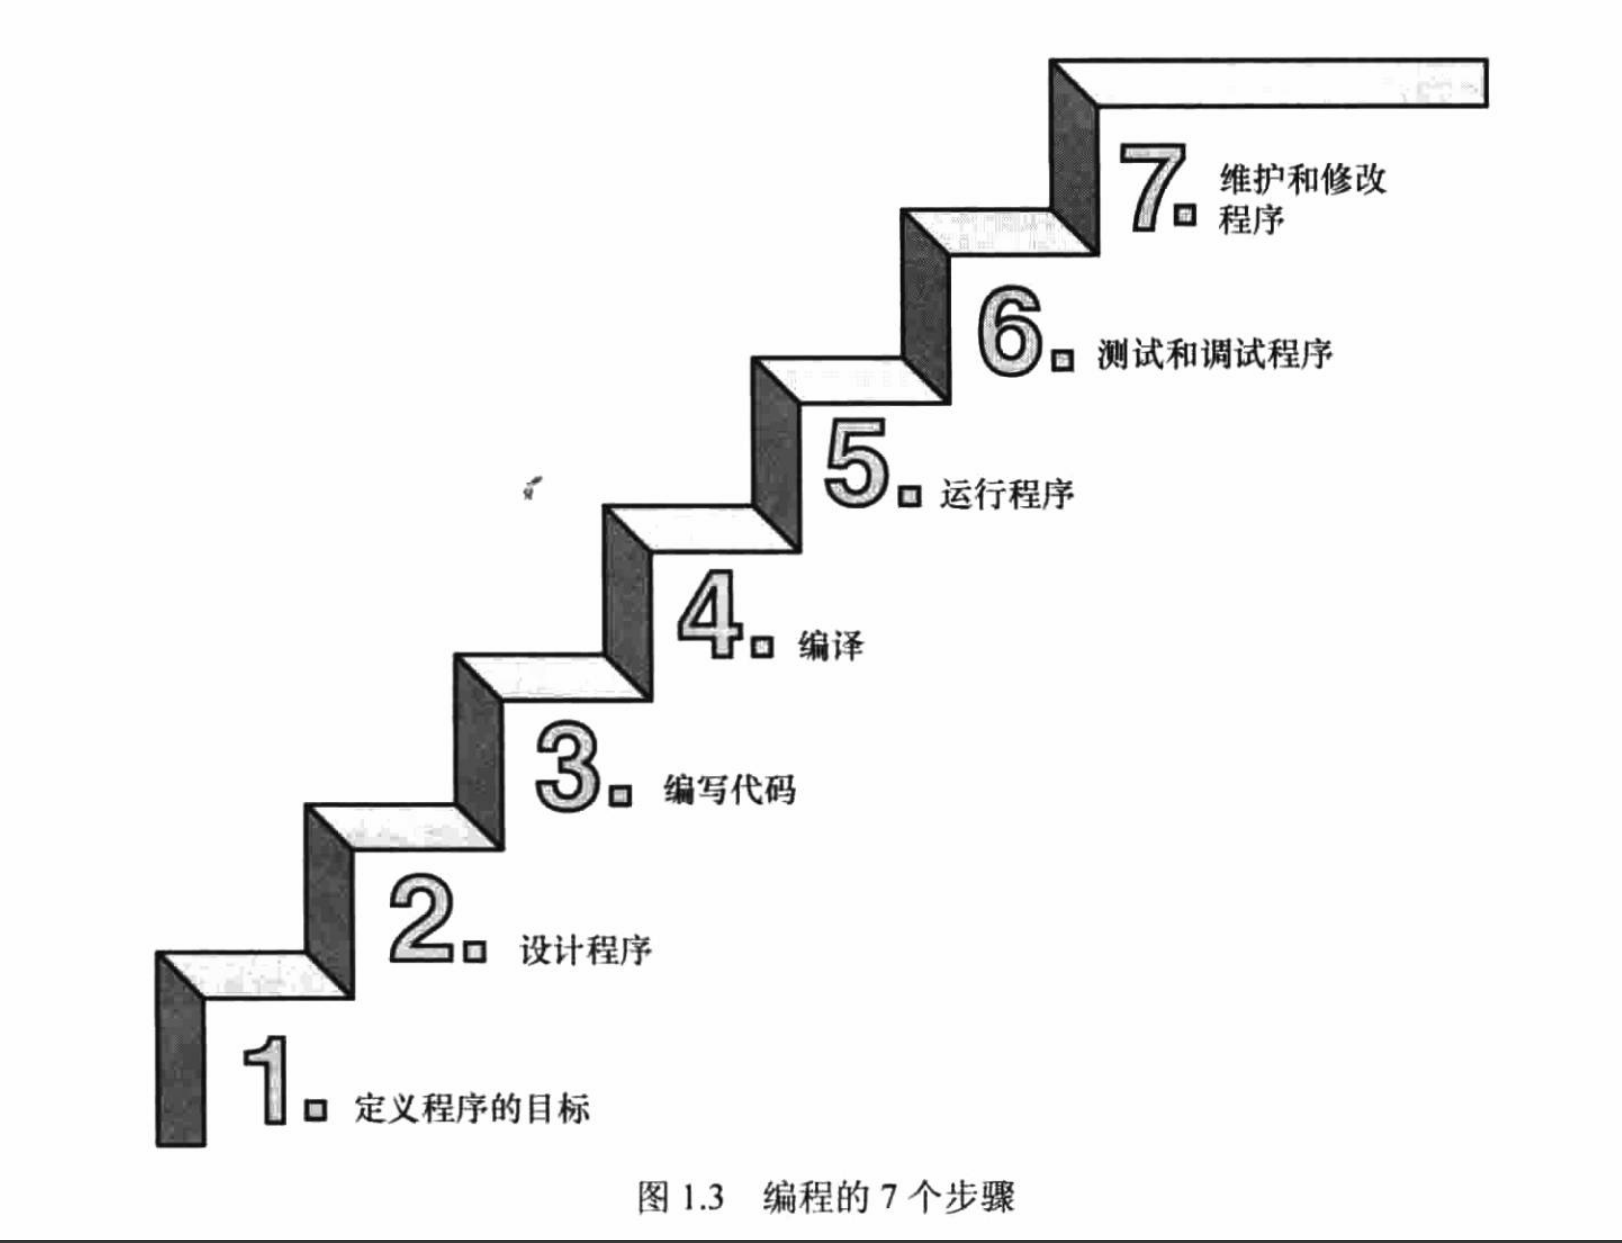 7. 维护和修改
程序
6. 测试和调试程序
5. 运行程序
4. 编译
3. 编写代码
2. 设计程序
1. 定义程序的目标
图 1.3 编程的 7 个步骤